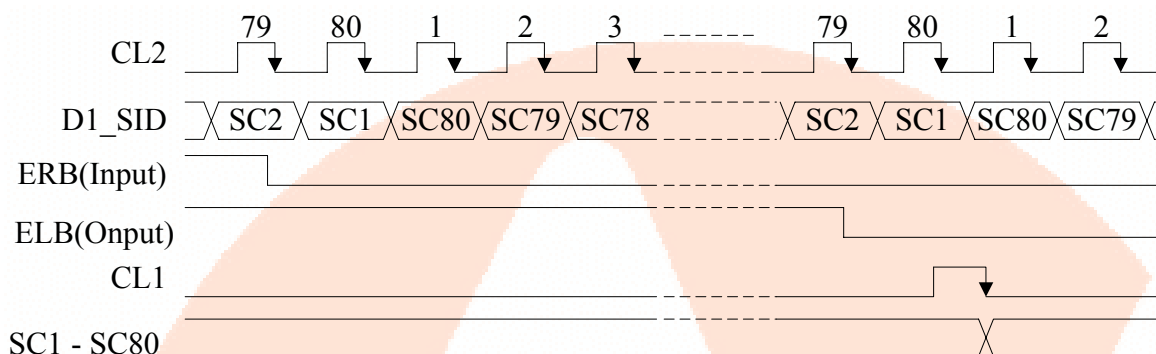 79 80 1 2 3 79 80 1 2
CL2
D1_SID SC2 SC1 SC80 SC79 SC78 SC2 SC1 SC80 SC79
ERB(Input)
ELB(Onput)
CL1
SC1 - SC80